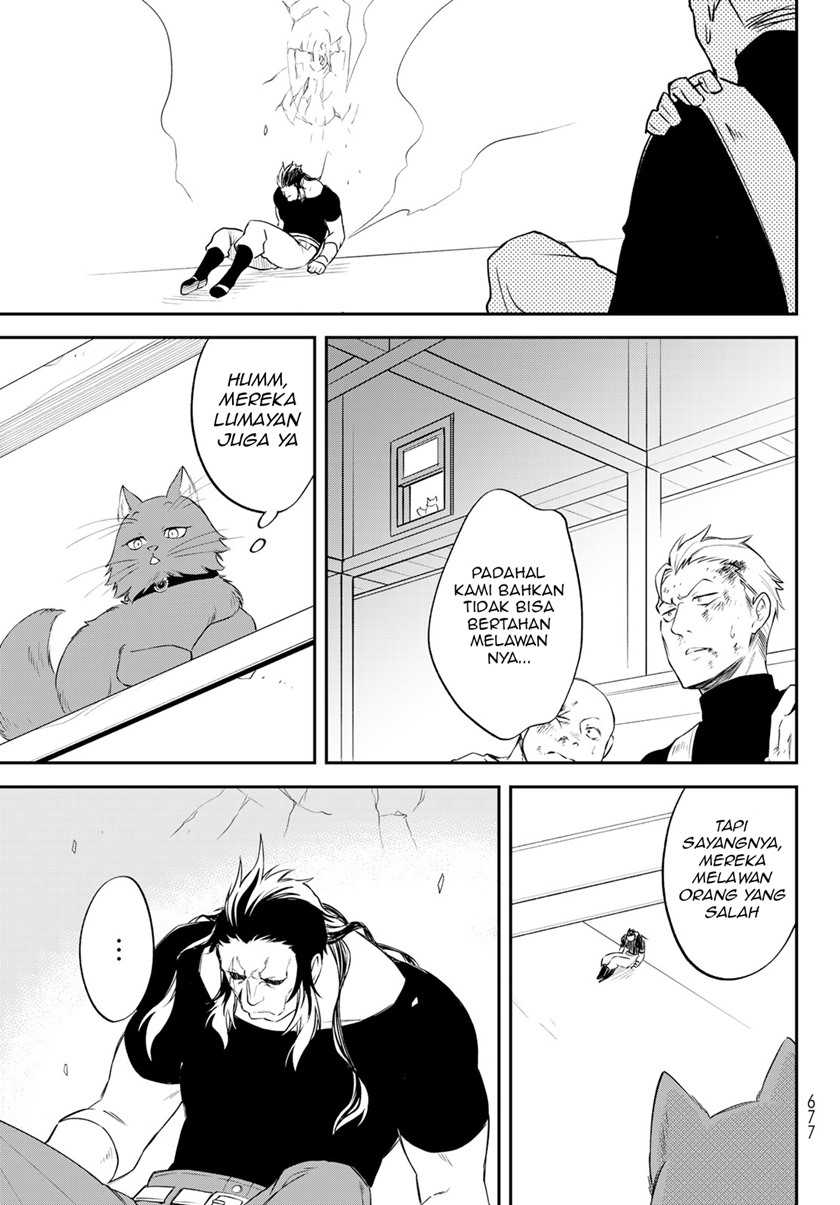 PADAHAL
KAMI BAHKAN
TIDAK BISA
BERTAHAN
MELAWAN
NYA...
HUMM,
MEREKA
LUMAYAN
JUGA YA
TAPI
SAYANGNYA,
MEREKA
MELAWAN
ORANG YANG
SALAH
...
677